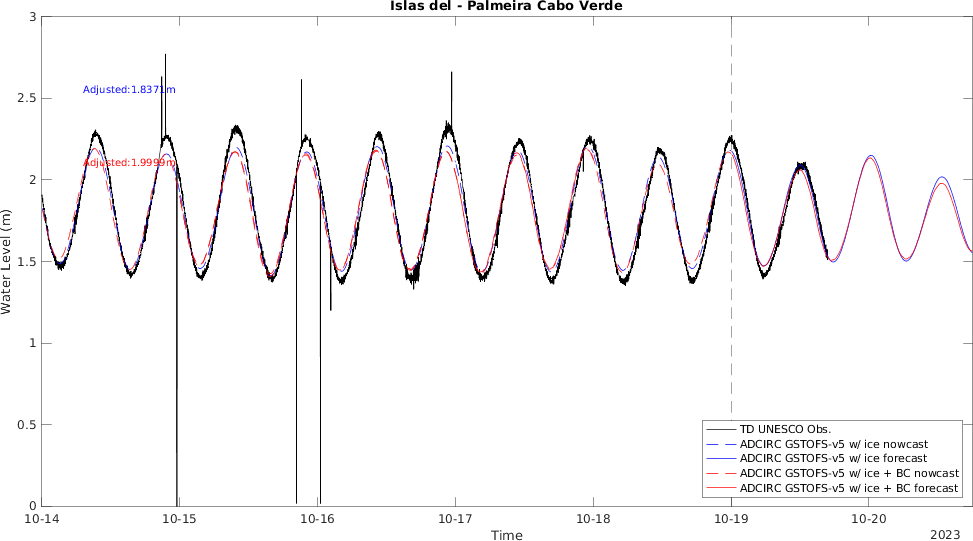 Islas del - Palmeira Cabo Verde
3
2.5
2
1.5
1
0.5
0
Water Level (m)
Adjusted:1.8371m
Adjusted:1.9999m
TD UNESCO Obs.
ADCIRC GSTOFS-v5 w/ ice nowcast
ADCIRC GSTOFS-v5 w/ ice forecast
ADCIRC GSTOFS-v5 w/ ice + BC nowcast
ADCIRC GSTOFS-v5 w/ ice + BC forecast
10-14 10-15 10-16 10-17 10-18 10-19 10-20
Time
2023